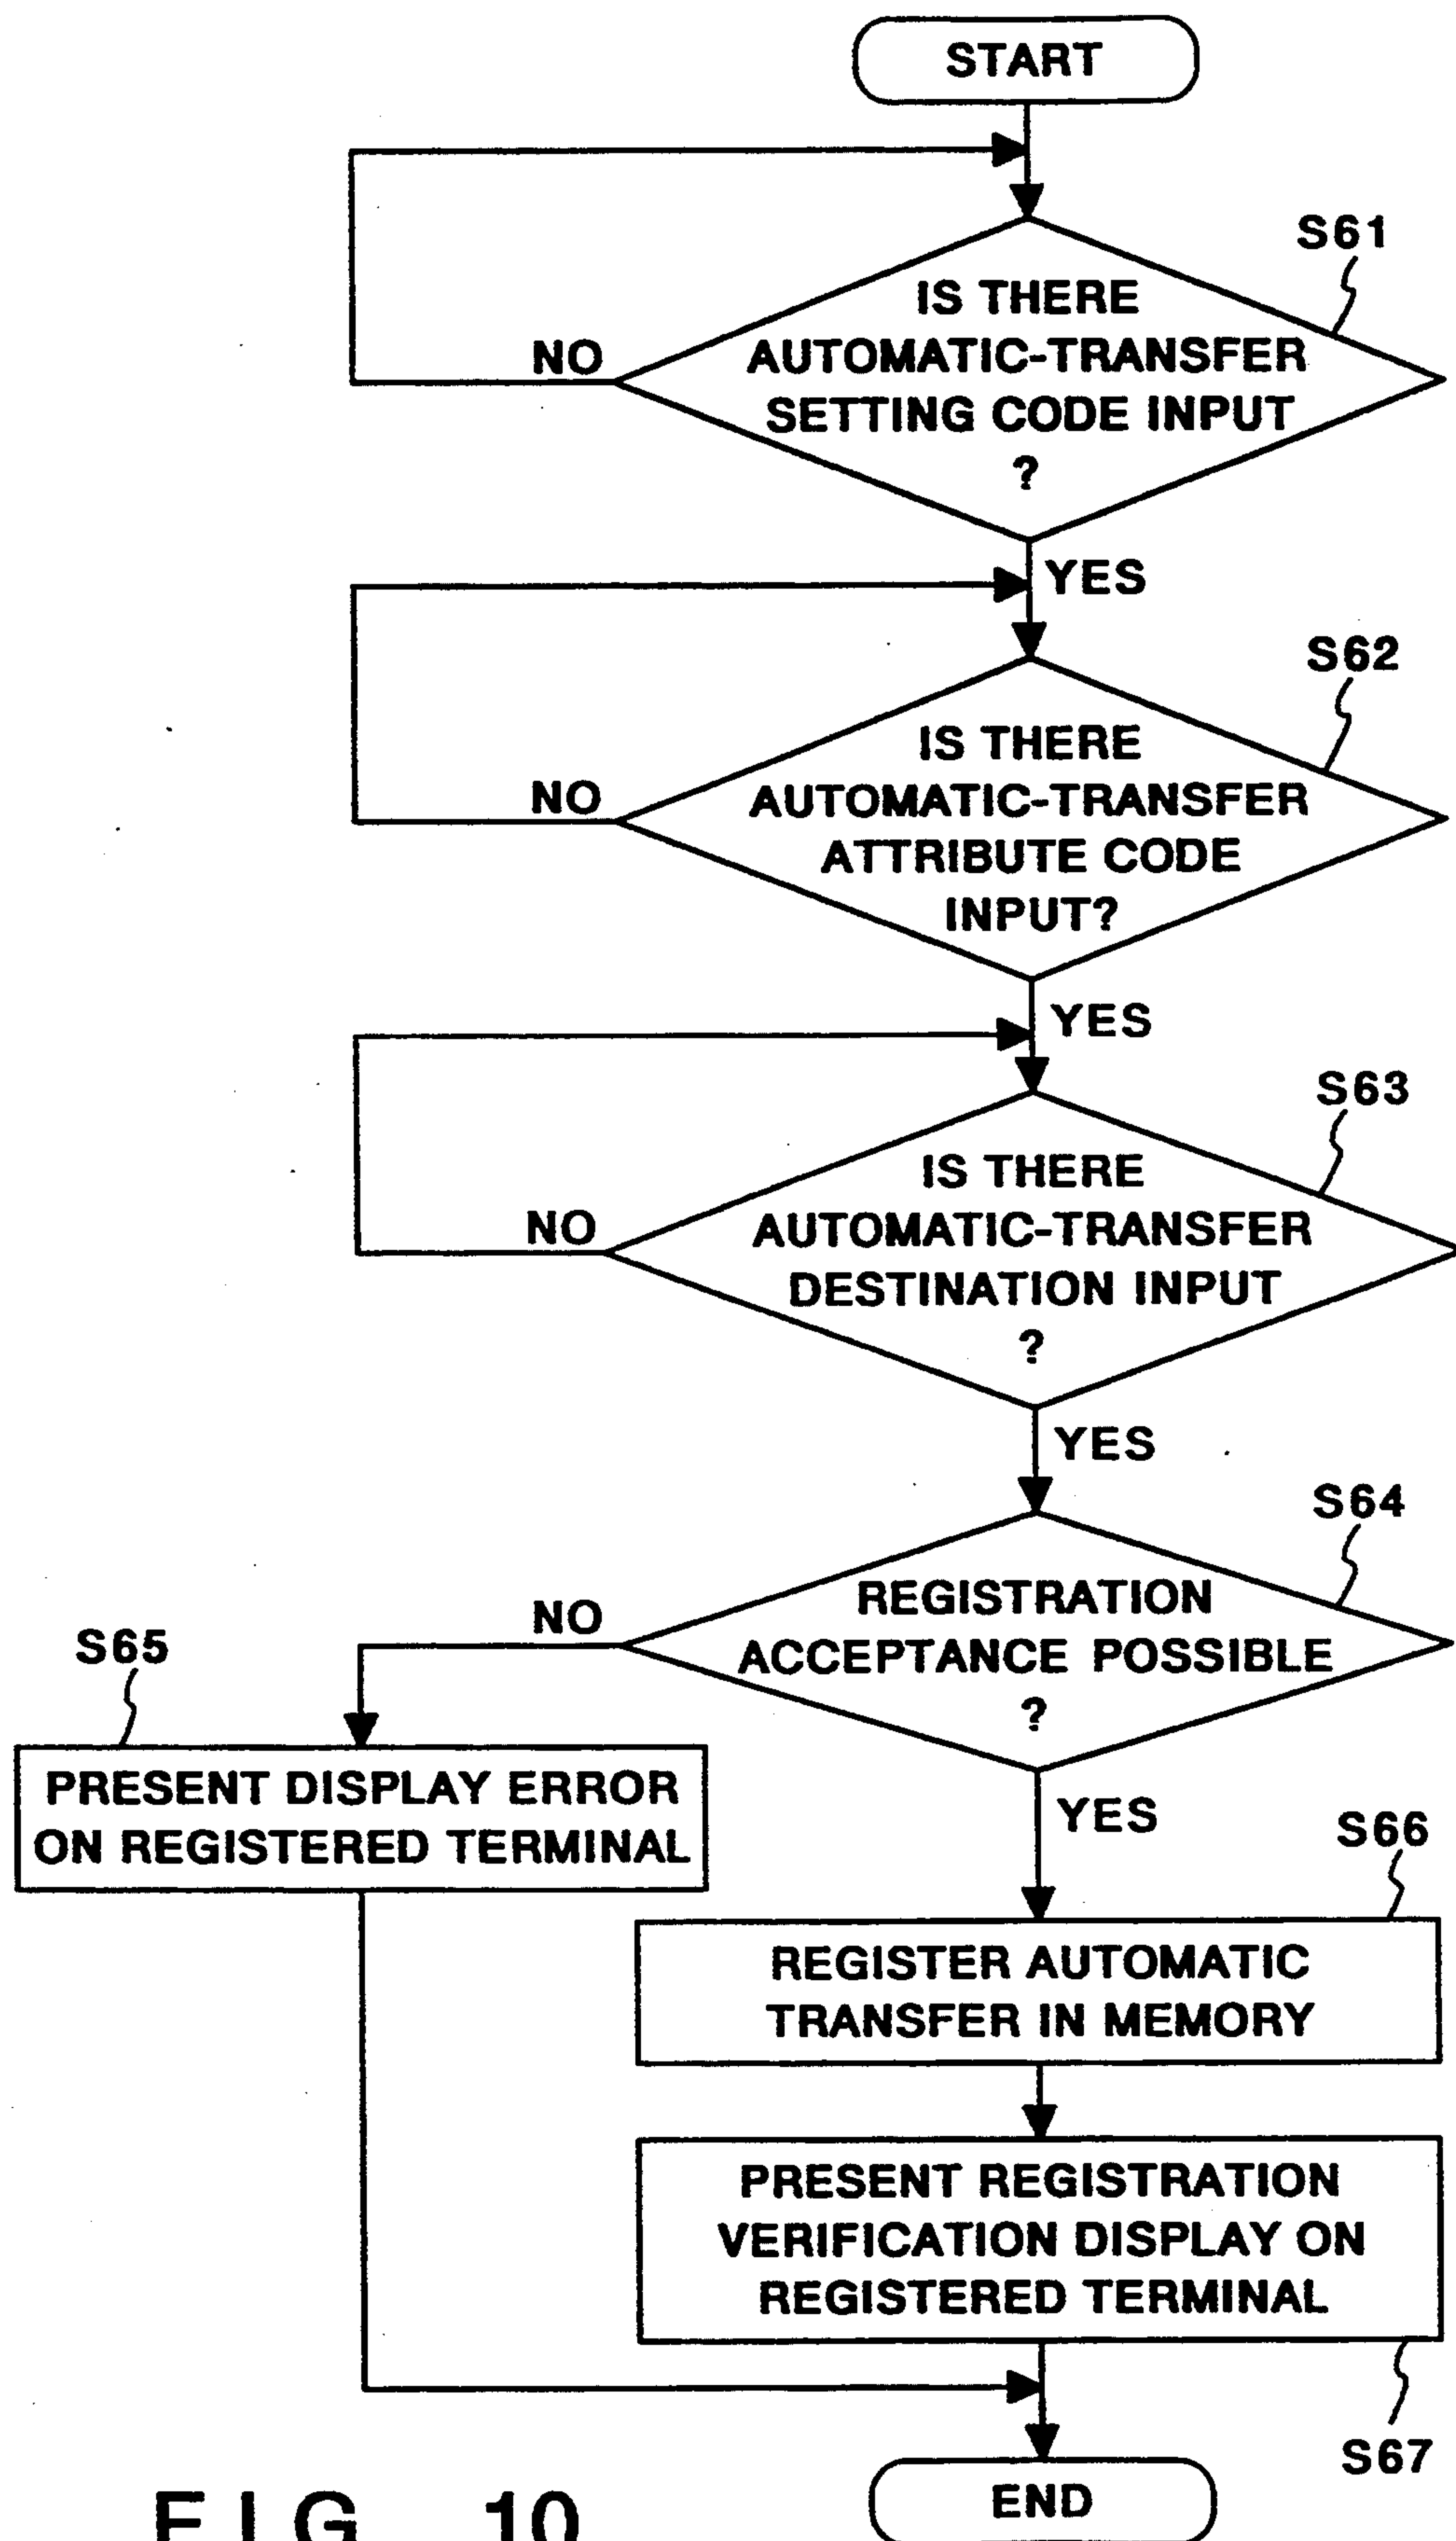 START
S61
IS THERE
AUTOMATIC-TRANSFER
SETTING CODE INPUT
?
NO
YES
S62
IS THERE
AUTOMATIC-TRANSFER
ATTRIBUTE CODE
INPUT?
NO
YES
S63
IS THERE
AUTOMATIC-TRANSFER
DESTINATION INPUT
?
NO
YES
S64
REGISTRATION
ACCEPTANCE POSSIBLE
?
NO
S65
PRESENT DISPLAY ERROR
ON REGISTERED TERMINAL
YES
S66
REGISTER AUTOMATIC
TRANSFER IN MEMORY
PRESENT REGISTRATION
VERIFICATION DISPLAY ON
REGISTERED TERMINAL
S67
END
FIG 10